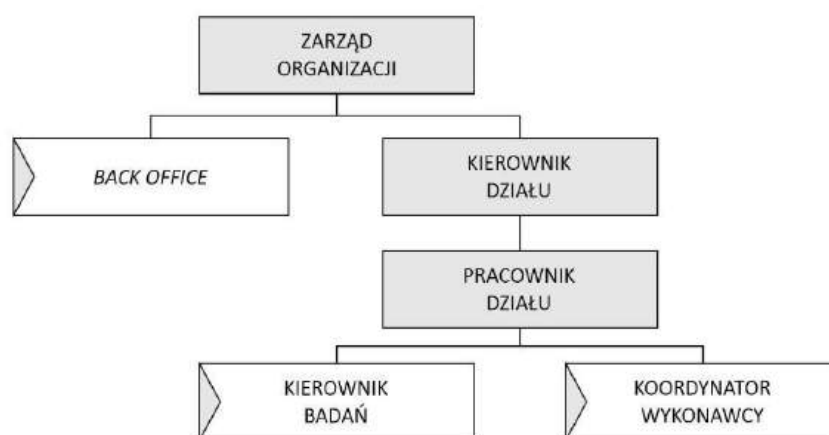 ZARZĄD
ORGANIZACJI
BACK OFFICE
KIEROWNIK
DZIAŁU
PRACOWNIK
DZIAŁU
KIEROWNIK
BADAŃ
KOORDYNATOR
WYKONAWCY